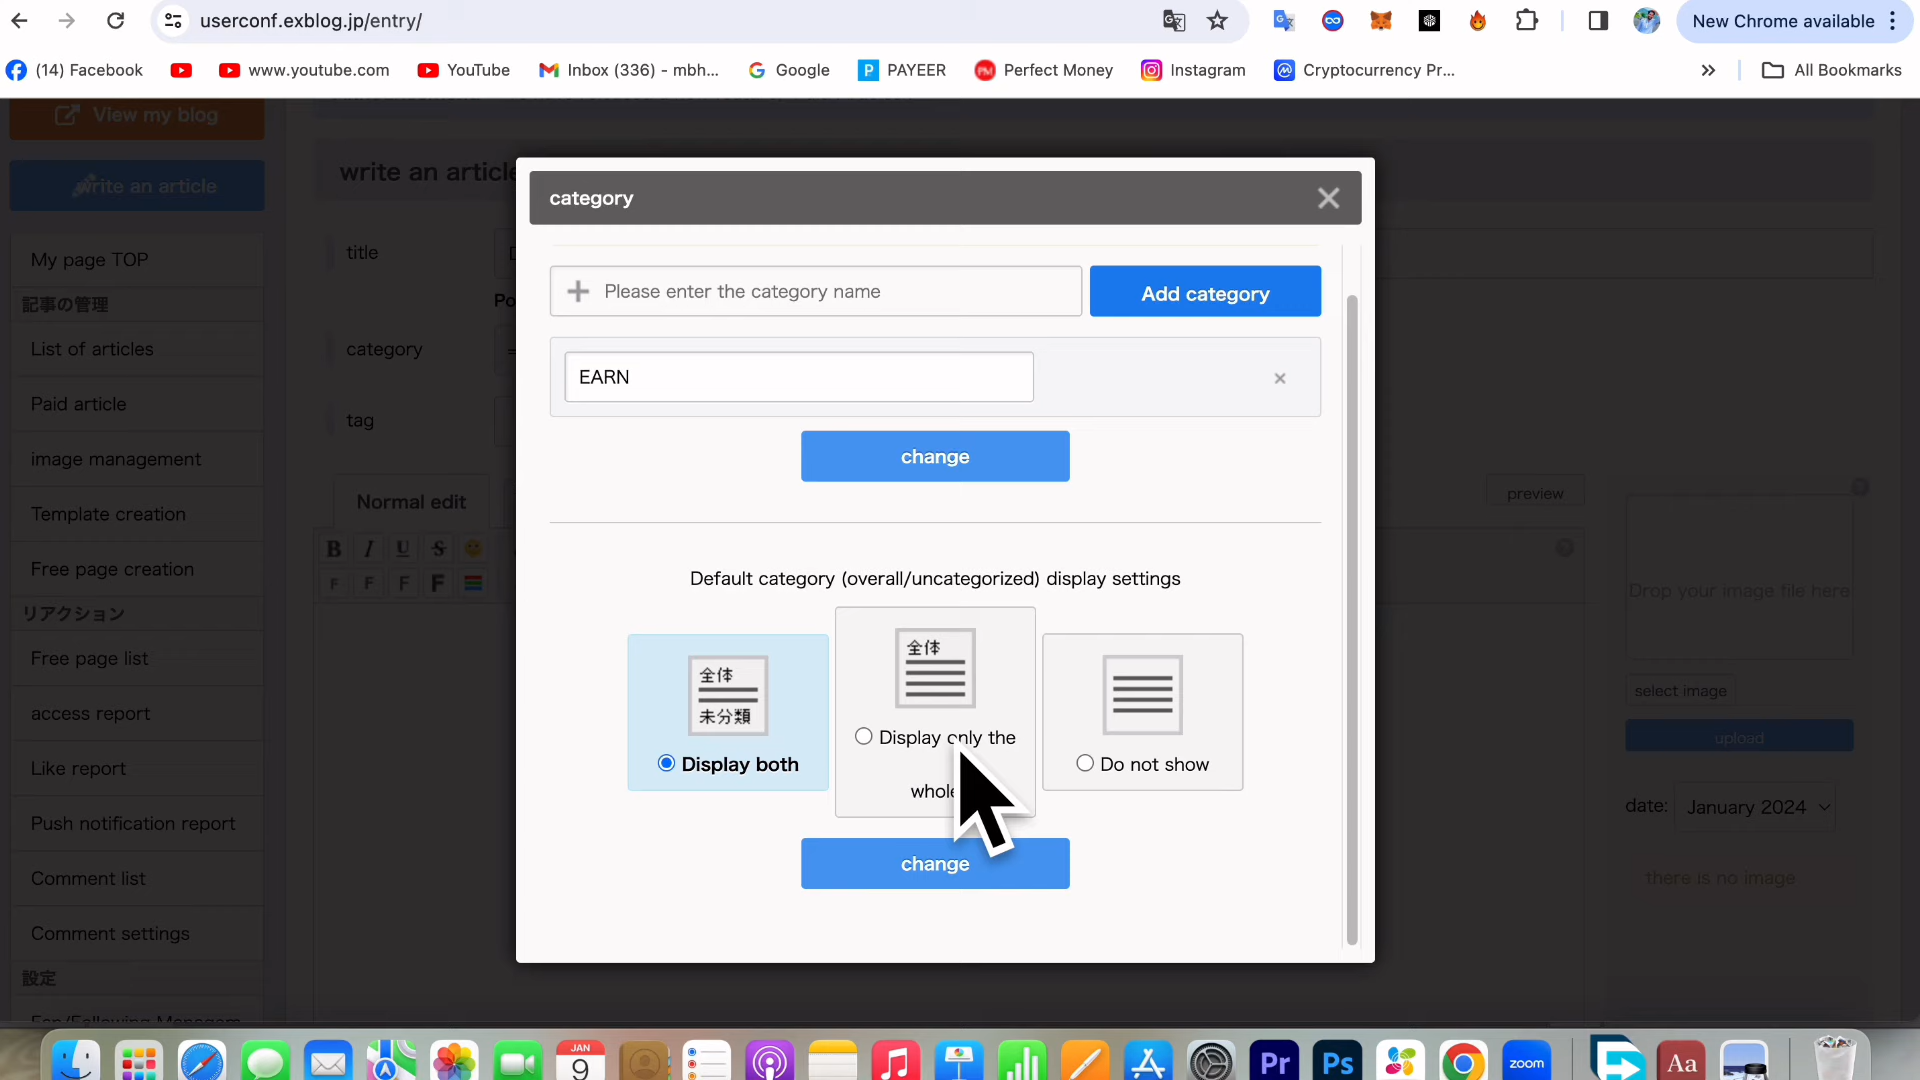 userconf.exblog.jp/entry/
New Chrome available
(14) Facebook
www.youtube.com
YouTube
Inbox (336) - mbh...
Google
PAYEER
Perfect Money
Instagram
Cryptocurrency Pr...
All Bookmarks
View my blog
write an article
My page TOP
記事の管理
List of articles
Paid article
image management
Template creation
Free page creation
リアクション
Free page list
access report
Like report
Push notification report
Comment list
Comment settings
設定
write an article
title
category
tag
Normal edit
preview
category
Please enter the category name
Add category
EARN
change
Default category (overall/uncategorized) display settings
全体
未分類
Display both
全体
Display only the
whole
Do not show
change
Drop your image file here
select image
upload
date:
January 2024
there is no image
JAN
9
Pr
Ps
zoom
Aa